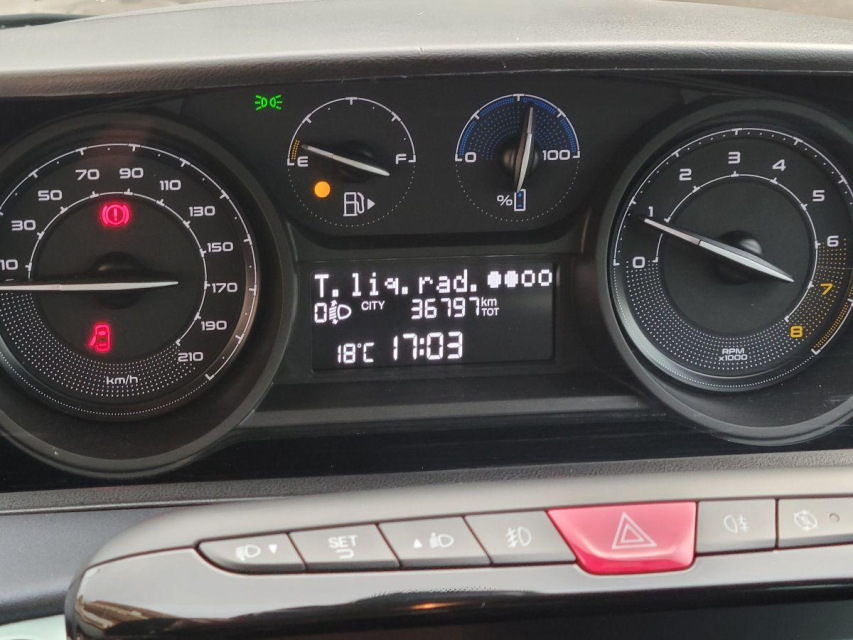 10 30 50 70 90 110 130 150 170 190 210
km/h
E F
0 100
%
T.liq.rad.
0 CITY 36797 km TOT
18°C 17:03
0 1 2 3 4 5 6 7 8
RPM
x1000
SET